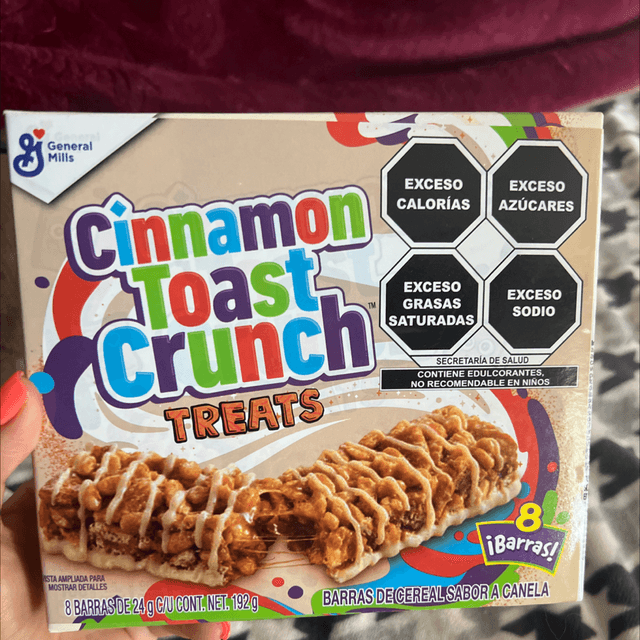 General
Mills
Cinnamon
Toast
Crunch™
TREATS
EXCESO
CALORÍAS
EXCESO
AZÚCARES
EXCESO
GRASAS
SATURADAS
EXCESO
SODIO
SECRETARÍA DE SALUD
CONTIENE EDULCORANTES,
NO RECOMENDABLE EN NIÑOS
8
¡Barras!
VISTA AMPLIADA PARA
MOSTRAR DETALLES
8 BARRAS DE 24 g C/U CONT. NET. 192 g
BARRAS DE CEREAL SABOR A CANELA